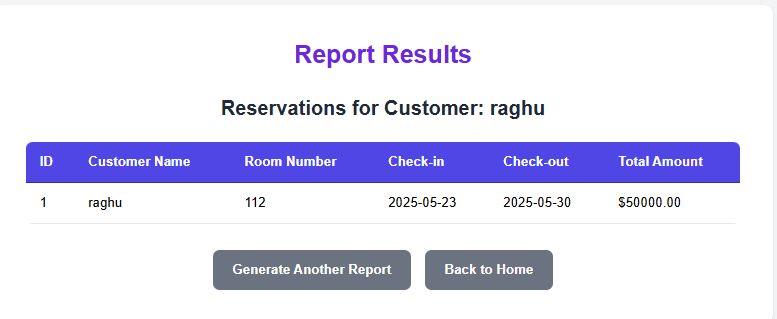 Report Results
Reservations for Customer: raghu
ID Customer Name Room Number Check-in Check-out Total Amount
1 raghu 112 2025-05-23 2025-05-30 $50000.00
Generate Another Report Back to Home